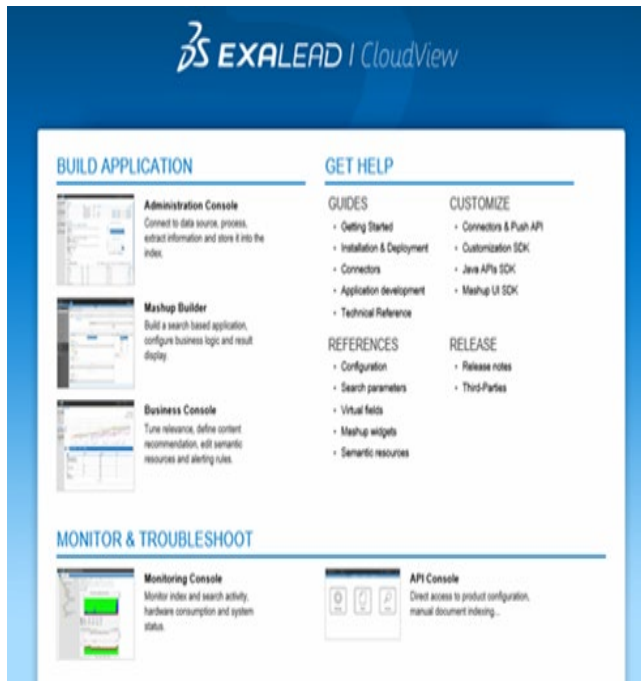 3S EXALEAD | CloudView
BUILD APPLICATION
Administration Console
Connect to data source, process,
extract information and store it into the
index.
Mashup Builder
Build a search based application,
configure business logic and result
display.
Business Console
Tune relevance, define content
recommendation, edit semantic
resources and alerting rules.
GET HELP
GUIDES
Getting Started
Installation & Deployment
Connectors
Application development
Technical Reference
CUSTOMIZE
Connectors & Push API
Customization SDK
Java APIs SDK
Mashup UI SDK
REFERENCES
Configuration
Search parameters
Virtual fields
Mashup widgets
Semantic resources
RELEASE
Release notes
Third-Parties
MONITOR & TROUBLESHOOT
Monitoring Console
Monitor index and search activity,
hardware consumption and system
status.
API Console
Direct access to product configuration,
manual document indexing...